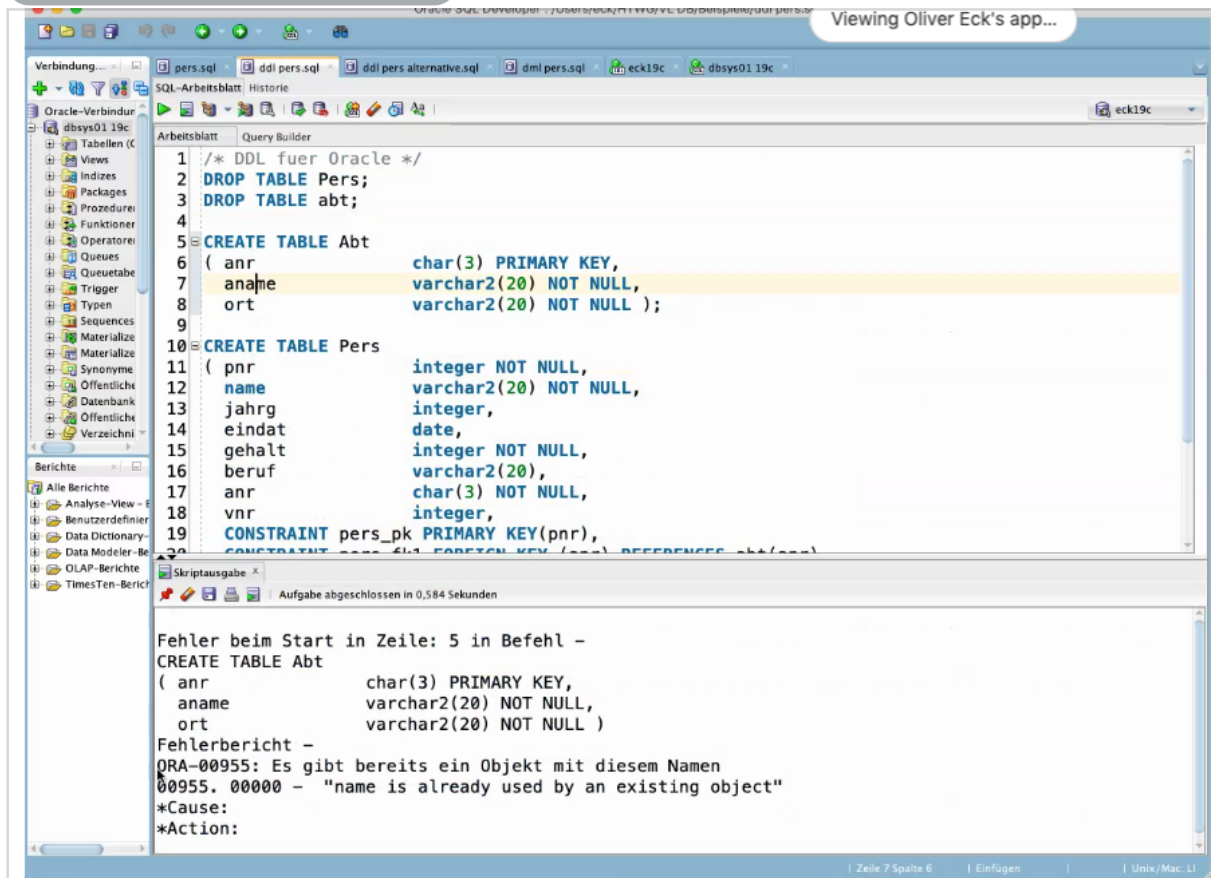 Oracle SQL Developer : /Users/eck/HTWG/VL DB/Beispiele/ddl pers.s
Viewing Oliver Eck's app...
Verbindung...
pers.sql
ddl pers.sql
ddl pers alternative.sql
dml pers.sql
eck19c
dbsys01 19c
SQL-Arbeitsblatt Historie
eck19c
Oracle-Verbindur
dbsys01 19c
Tabellen (C
Views
Indizes
Packages
Prozedurei
Funktioner
Operatorei
Queues
Queuetabe
Trigger
Typen
Sequences
Materialize
Materialize
Synonyme
Öffentliche
Datenbank
Öffentliche
Verzeichni
Arbeitsblatt Query Builder
1 /* DDL fuer Oracle */
2 DROP TABLE Pers;
3 DROP TABLE abt;
4
5 CREATE TABLE Abt
6 ( anr char(3) PRIMARY KEY,
7 aname varchar2(20) NOT NULL,
8 ort varchar2(20) NOT NULL );
9
10 CREATE TABLE Pers
11 ( pnr integer NOT NULL,
12 name varchar2(20) NOT NULL,
13 jahrg integer,
14 eindat date,
15 gehalt integer NOT NULL,
16 beruf varchar2(20),
17 anr char(3) NOT NULL,
18 vnr integer,
19 CONSTRAINT pers_pk PRIMARY KEY(pnr),
20 CONSTRAINT pers_fk1 FOREIGN KEY (anr) REFERENCES abt(anr)
Berichte
Alle Berichte
Analyse-View – E
Benutzerdefinier
Data Dictionary-
Data Modeler-Be
OLAP-Berichte
TimesTen-Bericht
Skriptausgabe
Aufgabe abgeschlossen in 0,584 Sekunden
Fehler beim Start in Zeile: 5 in Befehl –
CREATE TABLE Abt
( anr char(3) PRIMARY KEY,
aname varchar2(20) NOT NULL,
ort varchar2(20) NOT NULL )
Fehlerbericht –
ORA-00955: Es gibt bereits ein Objekt mit diesem Namen
00955. 00000 – "name is already used by an existing object"
*Cause:
*Action:
Zeile 7 Spalte 6 | Einfügen | Unix/Mac: LI